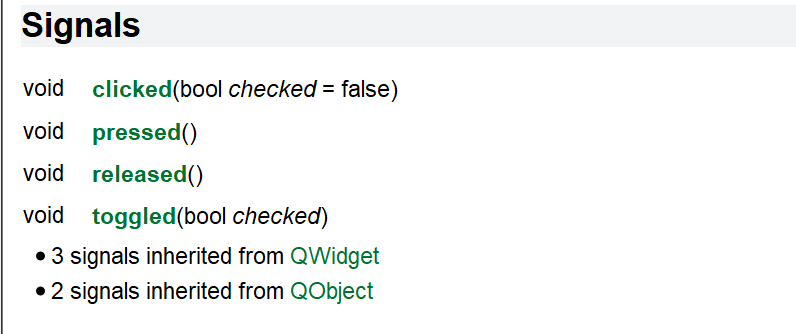 Signals
void clicked(bool checked = false)
void pressed()
void released()
void toggled(bool checked)
• 3 signals inherited from QWidget
• 2 signals inherited from QObject